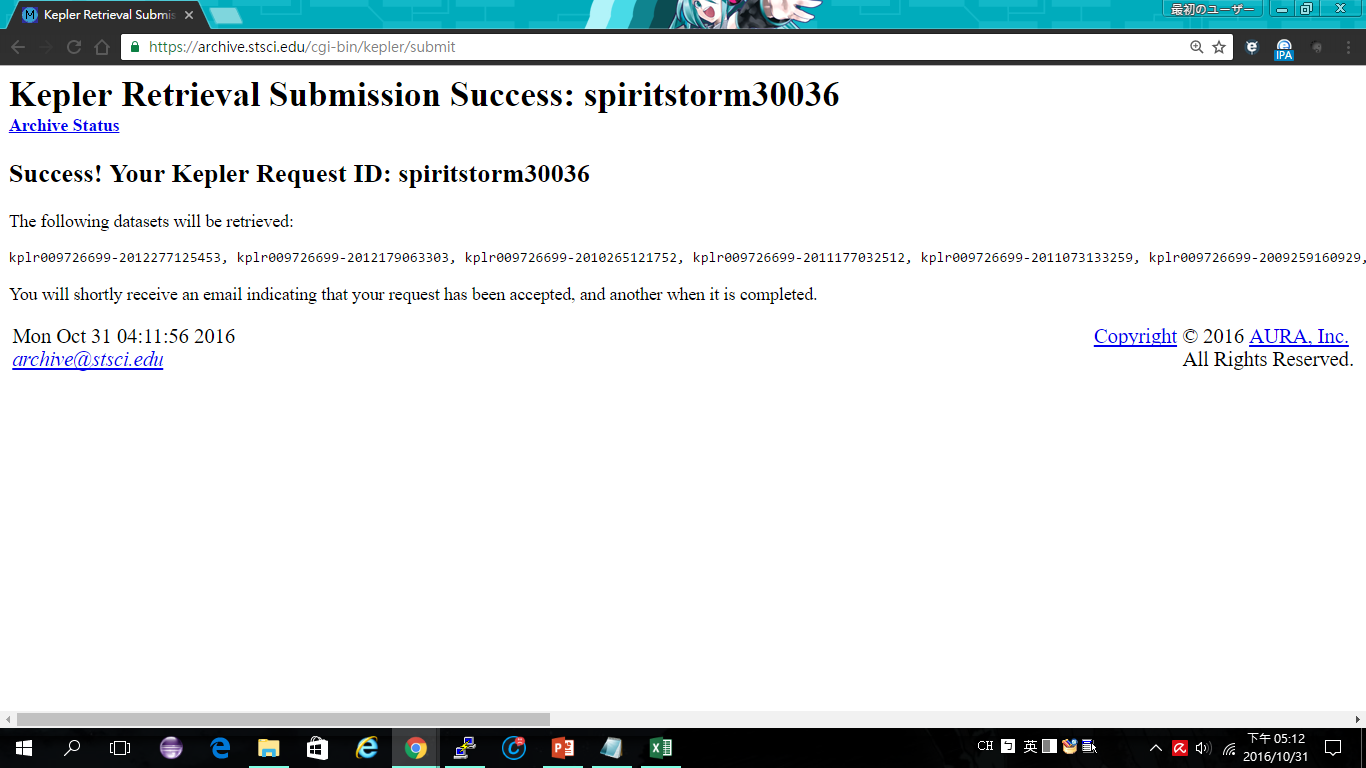 Kepler Retrieval Submis
最初のユーザー
https://archive.stsci.edu/cgi-bin/kepler/submit
IPA
Kepler Retrieval Submission Success: spiritstorm30036
Archive Status
Success! Your Kepler Request ID: spiritstorm30036
The following datasets will be retrieved:
kplr009726699-2012277125453, kplr009726699-2012179063303, kplr009726699-2010265121752, kplr009726699-2011177032512, kplr009726699-2011073133259, kplr009726699-2009259160929,
You will shortly receive an email indicating that your request has been accepted, and another when it is completed.
Mon Oct 31 04:11:56 2016
archive@stsci.edu
Copyright © 2016 AURA, Inc.
All Rights Reserved.
CH ㄅ 英
下午 05:12
2016/10/31